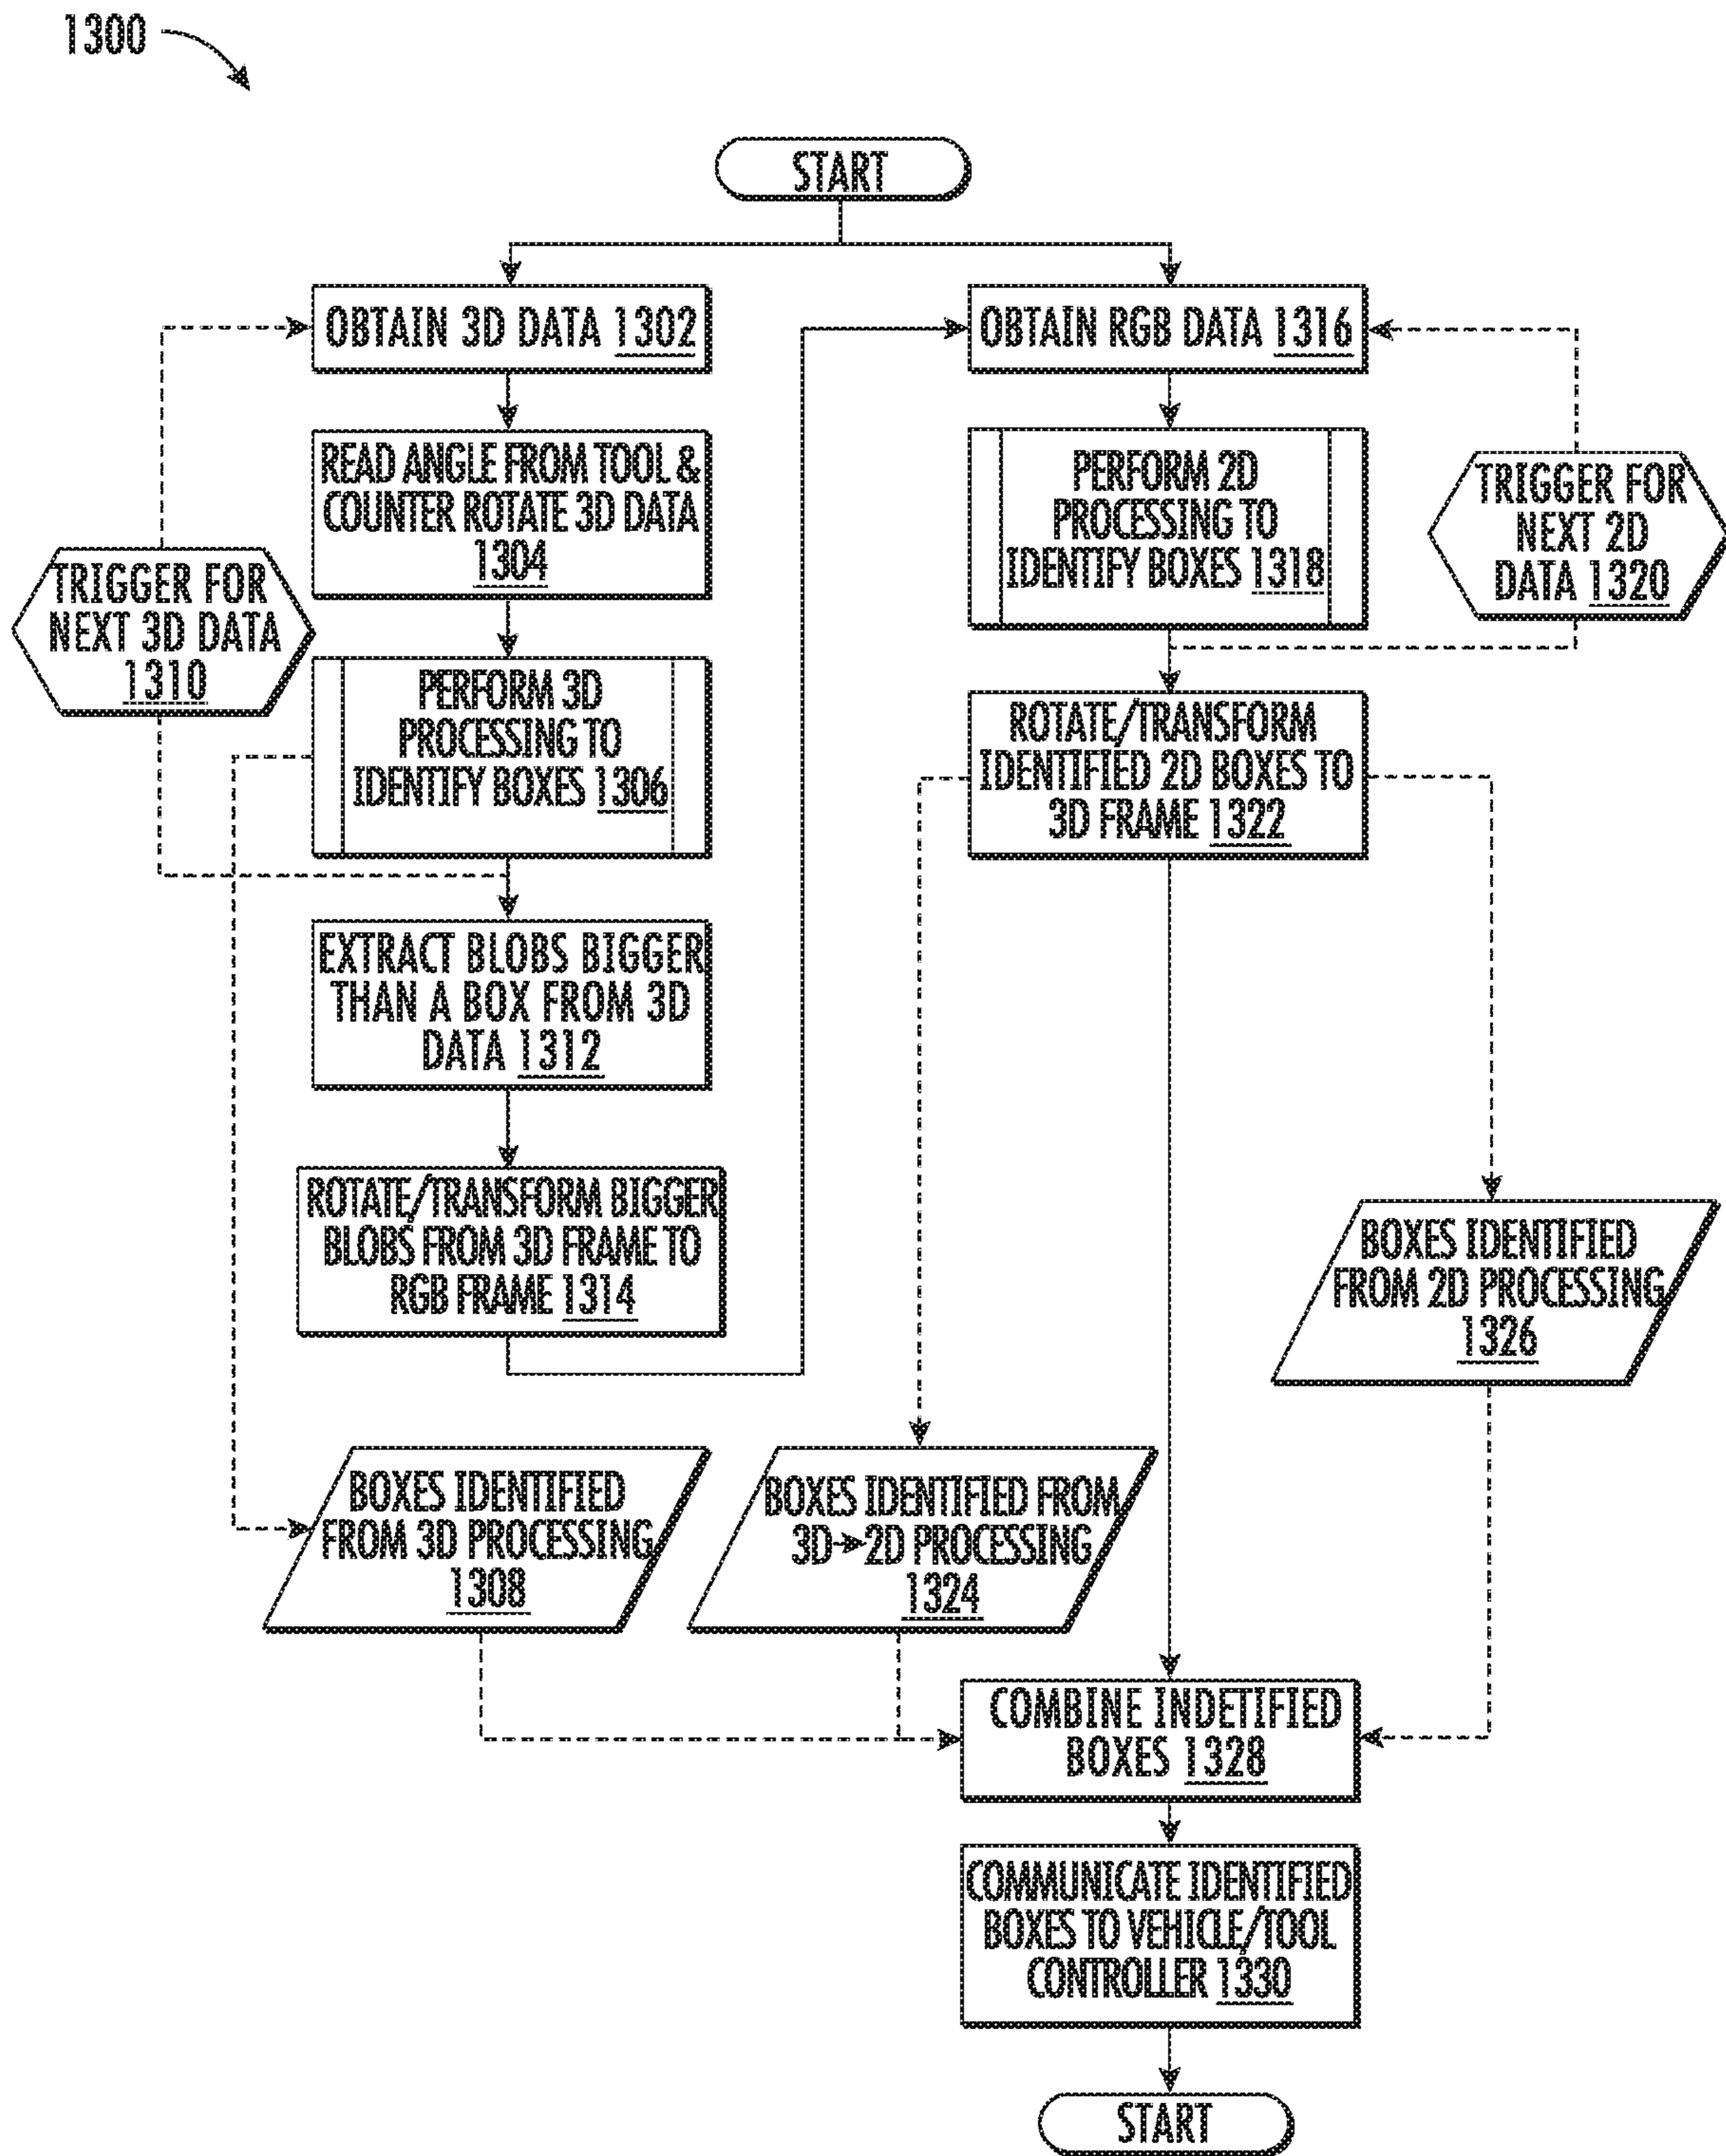 1300
START
OBTAIN 3D DATA 1302
READ ANGLE FROM TOOL &
COUNTER ROTATE 3D DATA
1304
TRIGGER FOR
NEXT 3D DATA
1310
PERFORM 3D
PROCESSING TO
IDENTIFY BOXES 1306
EXTRACT BLOBS BIGGER
THAN A BOX FROM 3D
DATA 1312
ROTATE/TRANSFORM BIGGER
BLOBS FROM 3D FRAME TO
RGB FRAME 1314
OBTAIN RGB DATA 1316
PERFORM 2D
PROCESSING TO
IDENTIFY BOXES 1318
TRIGGER FOR
NEXT 2D
DATA 1320
ROTATE/TRANSFORM
IDENTIFIED 2D BOXES TO
3D FRAME 1322
BOXES IDENTIFIED
FROM 2D PROCESSING
1326
BOXES IDENTIFIED
FROM 3D PROCESSING
1308
BOXES IDENTIFIED FROM
3D➔2D PROCESSING
1324
COMBINE INDETIFIED
BOXES 1328
COMMUNICATE IDENTIFIED
BOXES TO VEHICLE/TOOL
CONTROLLER 1330
START